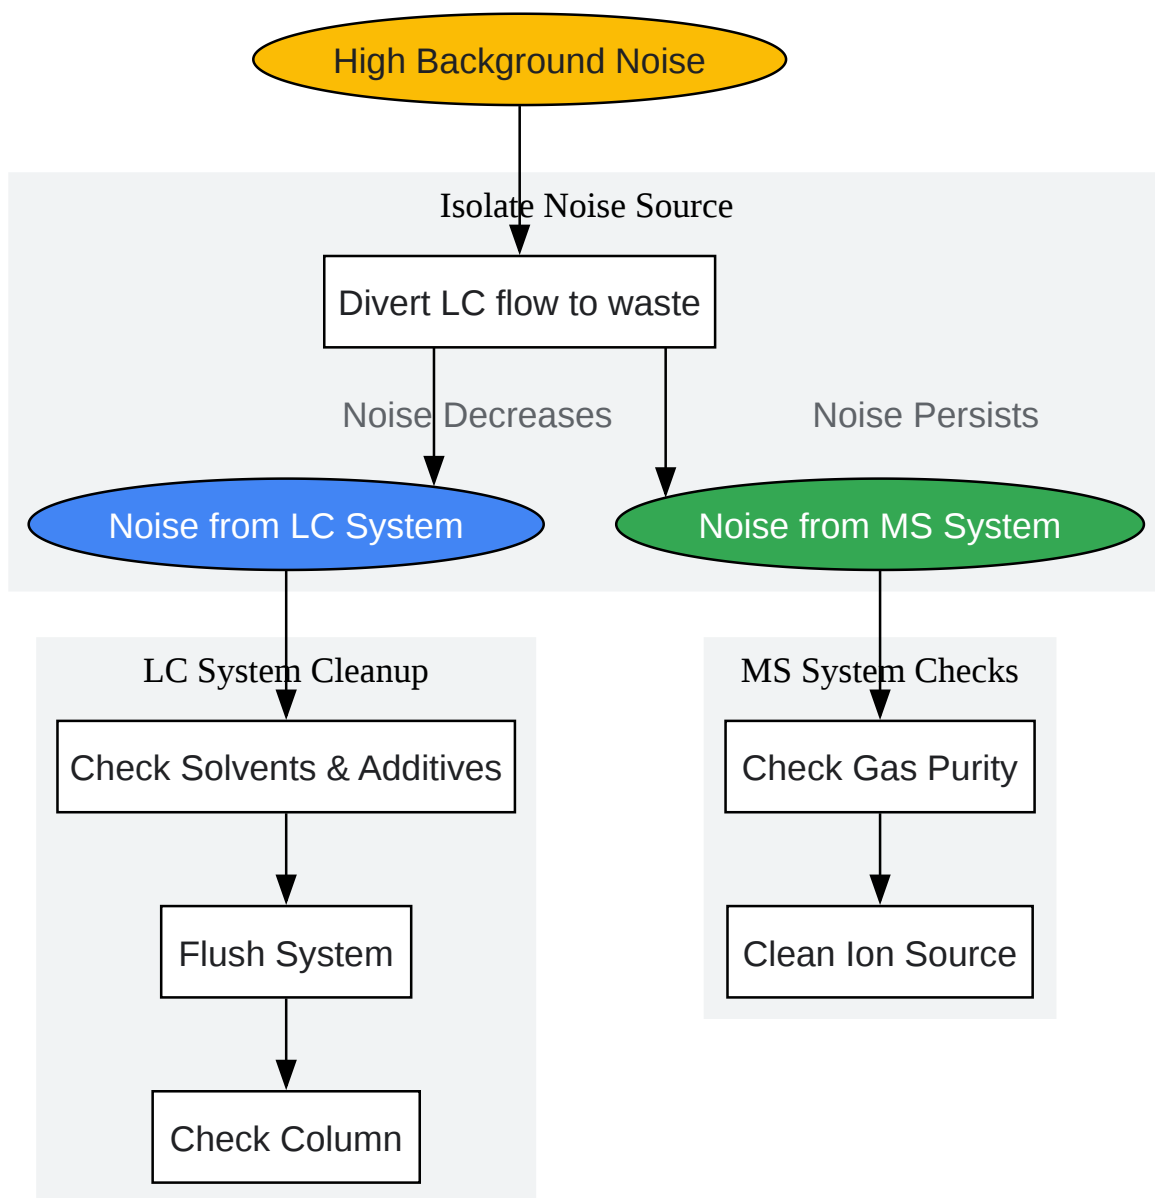 High Background Noise
Isolate Noise Source
Divert LC flow to waste
Noise Decreases
Noise Persists
Noise from LC System
Noise from MS System
LC System Cleanup
MS System Checks
Check Solvents & Additives
Check Gas Purity
Flush System
Clean Ion Source
Check Column